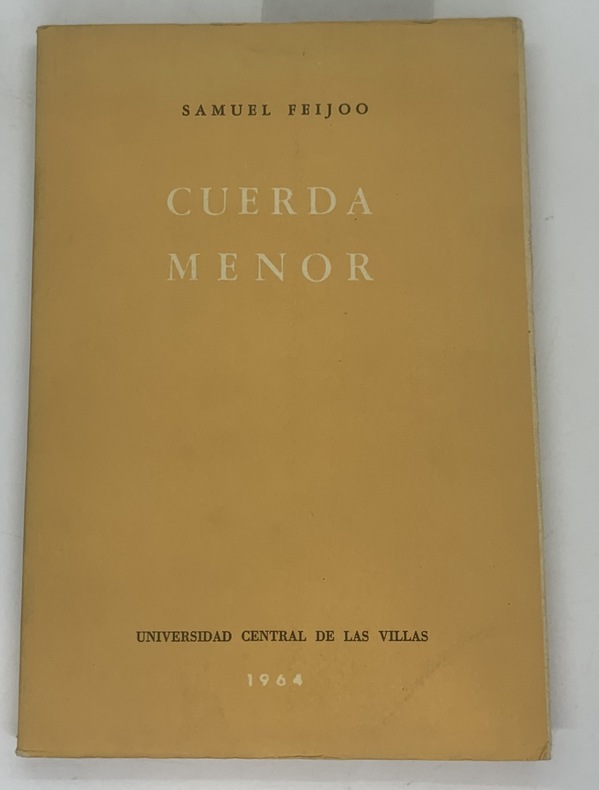 SAMUEL FEIJOO
CUERDA
MENOR
UNIVERSIDAD CENTRAL DE LAS VILLAS
1964